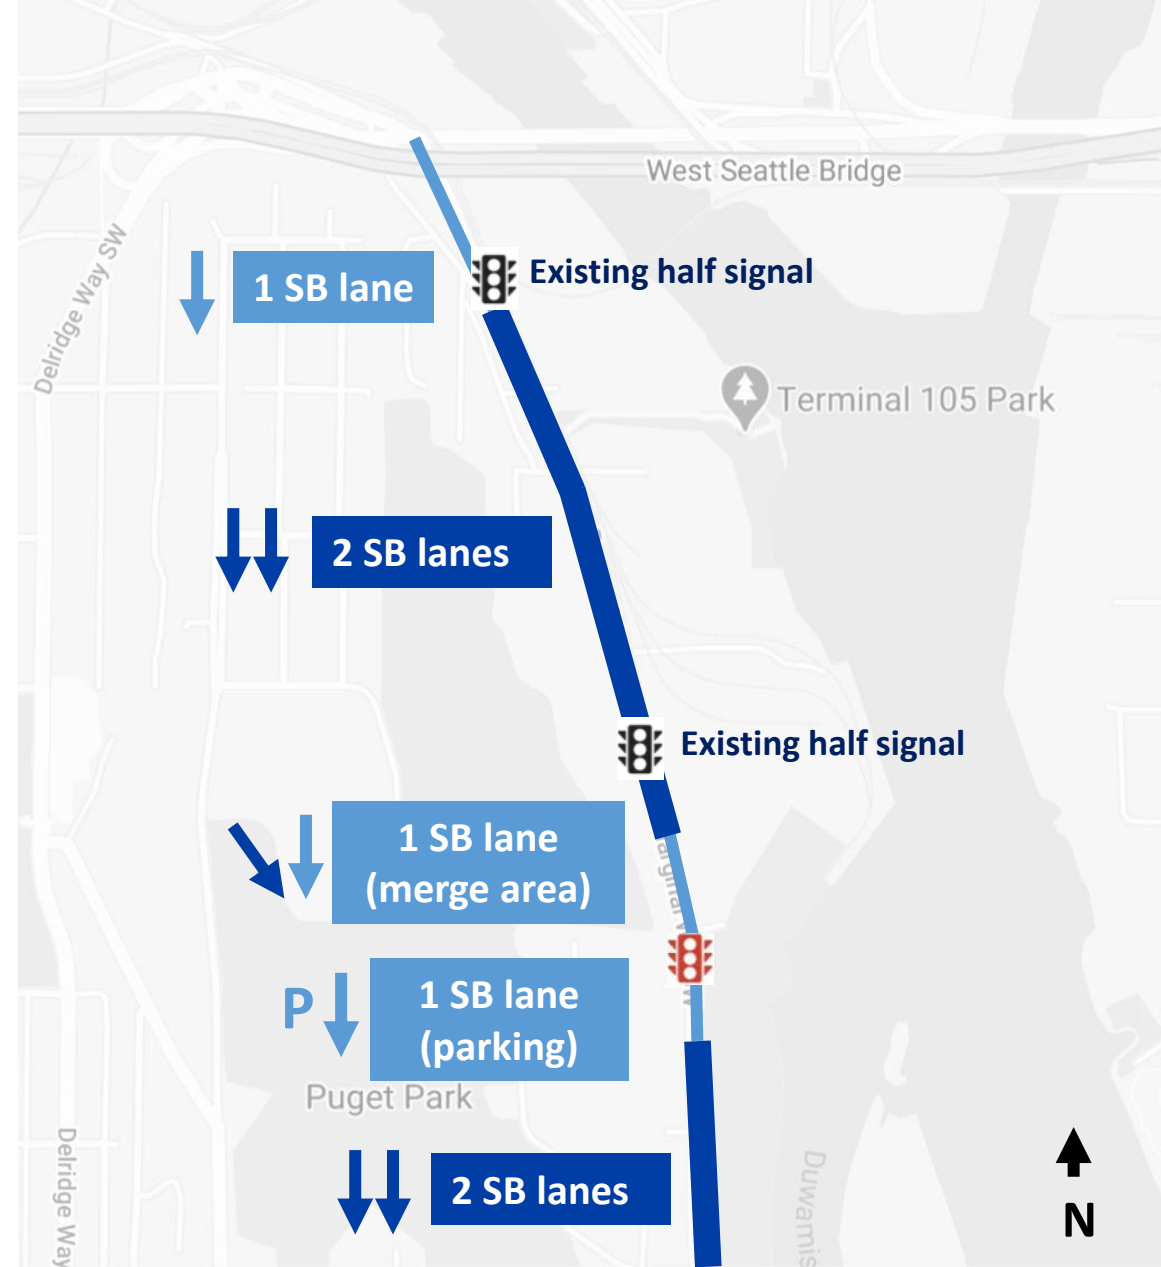 West Seattle Bridge
Delridge Way SW
1 SB lane
Existing half signal
Terminal 105 Park
2 SB lanes
Existing half signal
1 SB lane
(merge area)
P
1 SB lane
(parking)
Puget Park
Delridge Way
2 SB lanes
N